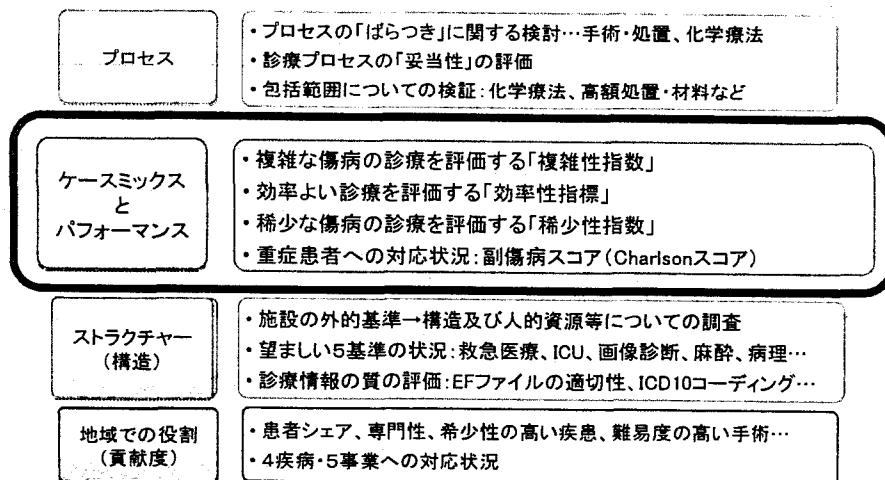 プロセス
・プロセスの「ばらつき」に関する検討…手術・処置、化学療法
・診療プロセスの「妥当性」の評価
・包括範囲についての検証：化学療法、高額処置・材料など
ケースミックス
と
パフォーマンス
・複雑な傷病の診療を評価する「複雑性指数」
・効率よい診療を評価する「効率性指標」
・稀少な傷病の診療を評価する「稀少性指数」
・重症患者への対応状況：副傷病スコア（Charlsonスコア）
ストラクチャー
（構造）
・施設の外的基準→構造及び人的資源等についての調査
・望ましい5基準の状況：救急医療、ICU、画像診断、麻酔、病理…
・診療情報の質の評価：EFファイルの適切性、ICD10コーディング…
地域での役割
（貢献度）
・患者シェア、専門性、希少性の高い疾患、難易度の高い手術…
・4疾病・5事業への対応状況